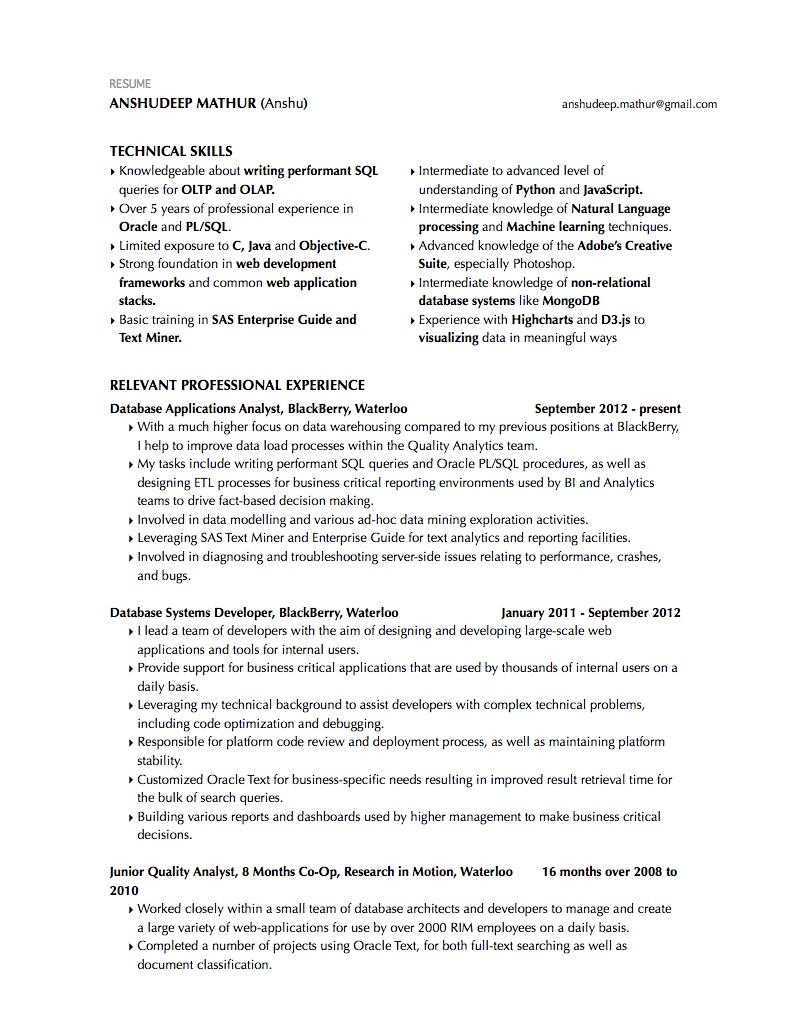 RESUME
ANSHUDEEP MATHUR (Anshu) anshudeep.mathur@gmail.com
TECHNICAL SKILLS
‣ Knowledgeable about writing performant SQL
queries for OLTP and OLAP.
‣ Over 5 years of professional experience in
Oracle and PL/SQL.
‣ Limited exposure to C, Java and Objective-C.
‣ Strong foundation in web development
frameworks and common web application
stacks.
‣ Basic training in SAS Enterprise Guide and
Text Miner.
‣ Intermediate to advanced level of
understanding of Python and JavaScript.
‣ Intermediate knowledge of Natural Language
processing and Machine learning techniques.
‣ Advanced knowledge of the Adobe's Creative
Suite, especially Photoshop.
‣ Intermediate knowledge of non-relational
database systems like MongoDB
‣ Experience with Highcharts and D3.js to
visualizing data in meaningful ways
RELEVANT PROFESSIONAL EXPERIENCE
Database Applications Analyst, BlackBerry, Waterloo September 2012 - present
‣ With a much higher focus on data warehousing compared to my previous positions at BlackBerry,
I help to improve data load processes within the Quality Analytics team.
‣ My tasks include writing performant SQL queries and Oracle PL/SQL procedures, as well as
designing ETL processes for business critical reporting environments used by BI and Analytics
teams to drive fact-based decision making.
‣ Involved in data modelling and various ad-hoc data mining exploration activities.
‣ Leveraging SAS Text Miner and Enterprise Guide for text analytics and reporting facilities.
‣ Involved in diagnosing and troubleshooting server-side issues relating to performance, crashes,
and bugs.
Database Systems Developer, BlackBerry, Waterloo January 2011 - September 2012
‣ I lead a team of developers with the aim of designing and developing large-scale web
applications and tools for internal users.
‣ Provide support for business critical applications that are used by thousands of internal users on a
daily basis.
‣ Leveraging my technical background to assist developers with complex technical problems,
including code optimization and debugging.
‣ Responsible for platform code review and deployment process, as well as maintaining platform
stability.
‣ Customized Oracle Text for business-specific needs resulting in improved result retrieval time for
the bulk of search queries.
‣ Building various reports and dashboards used by higher management to make business critical
decisions.
Junior Quality Analyst, 8 Months Co-Op, Research in Motion, Waterloo 16 months over 2008 to
2010
‣ Worked closely within a small team of database architects and developers to manage and create
a large variety of web-applications for use by over 2000 RIM employees on a daily basis.
‣ Completed a number of projects using Oracle Text, for both full-text searching as well as
document classification.